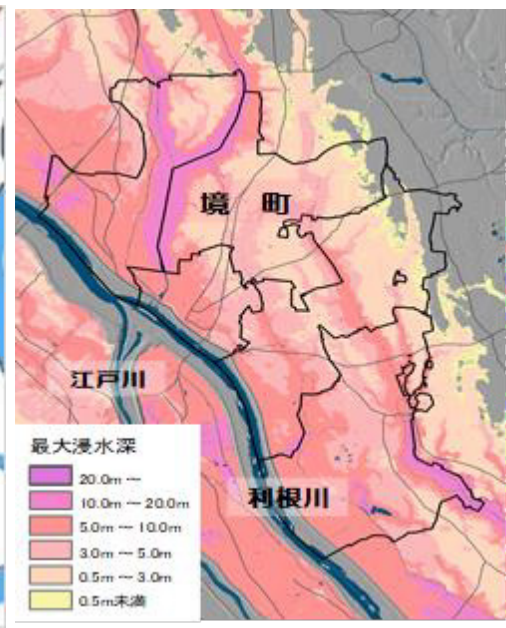 境 町
江戸川
利根川
最大浸水深
20.0m ~
10.0m ~ 20.0m
5.0m ~ 10.0m
3.0m ~ 5.0m
0.5m ~ 3.0m
0.5m未満